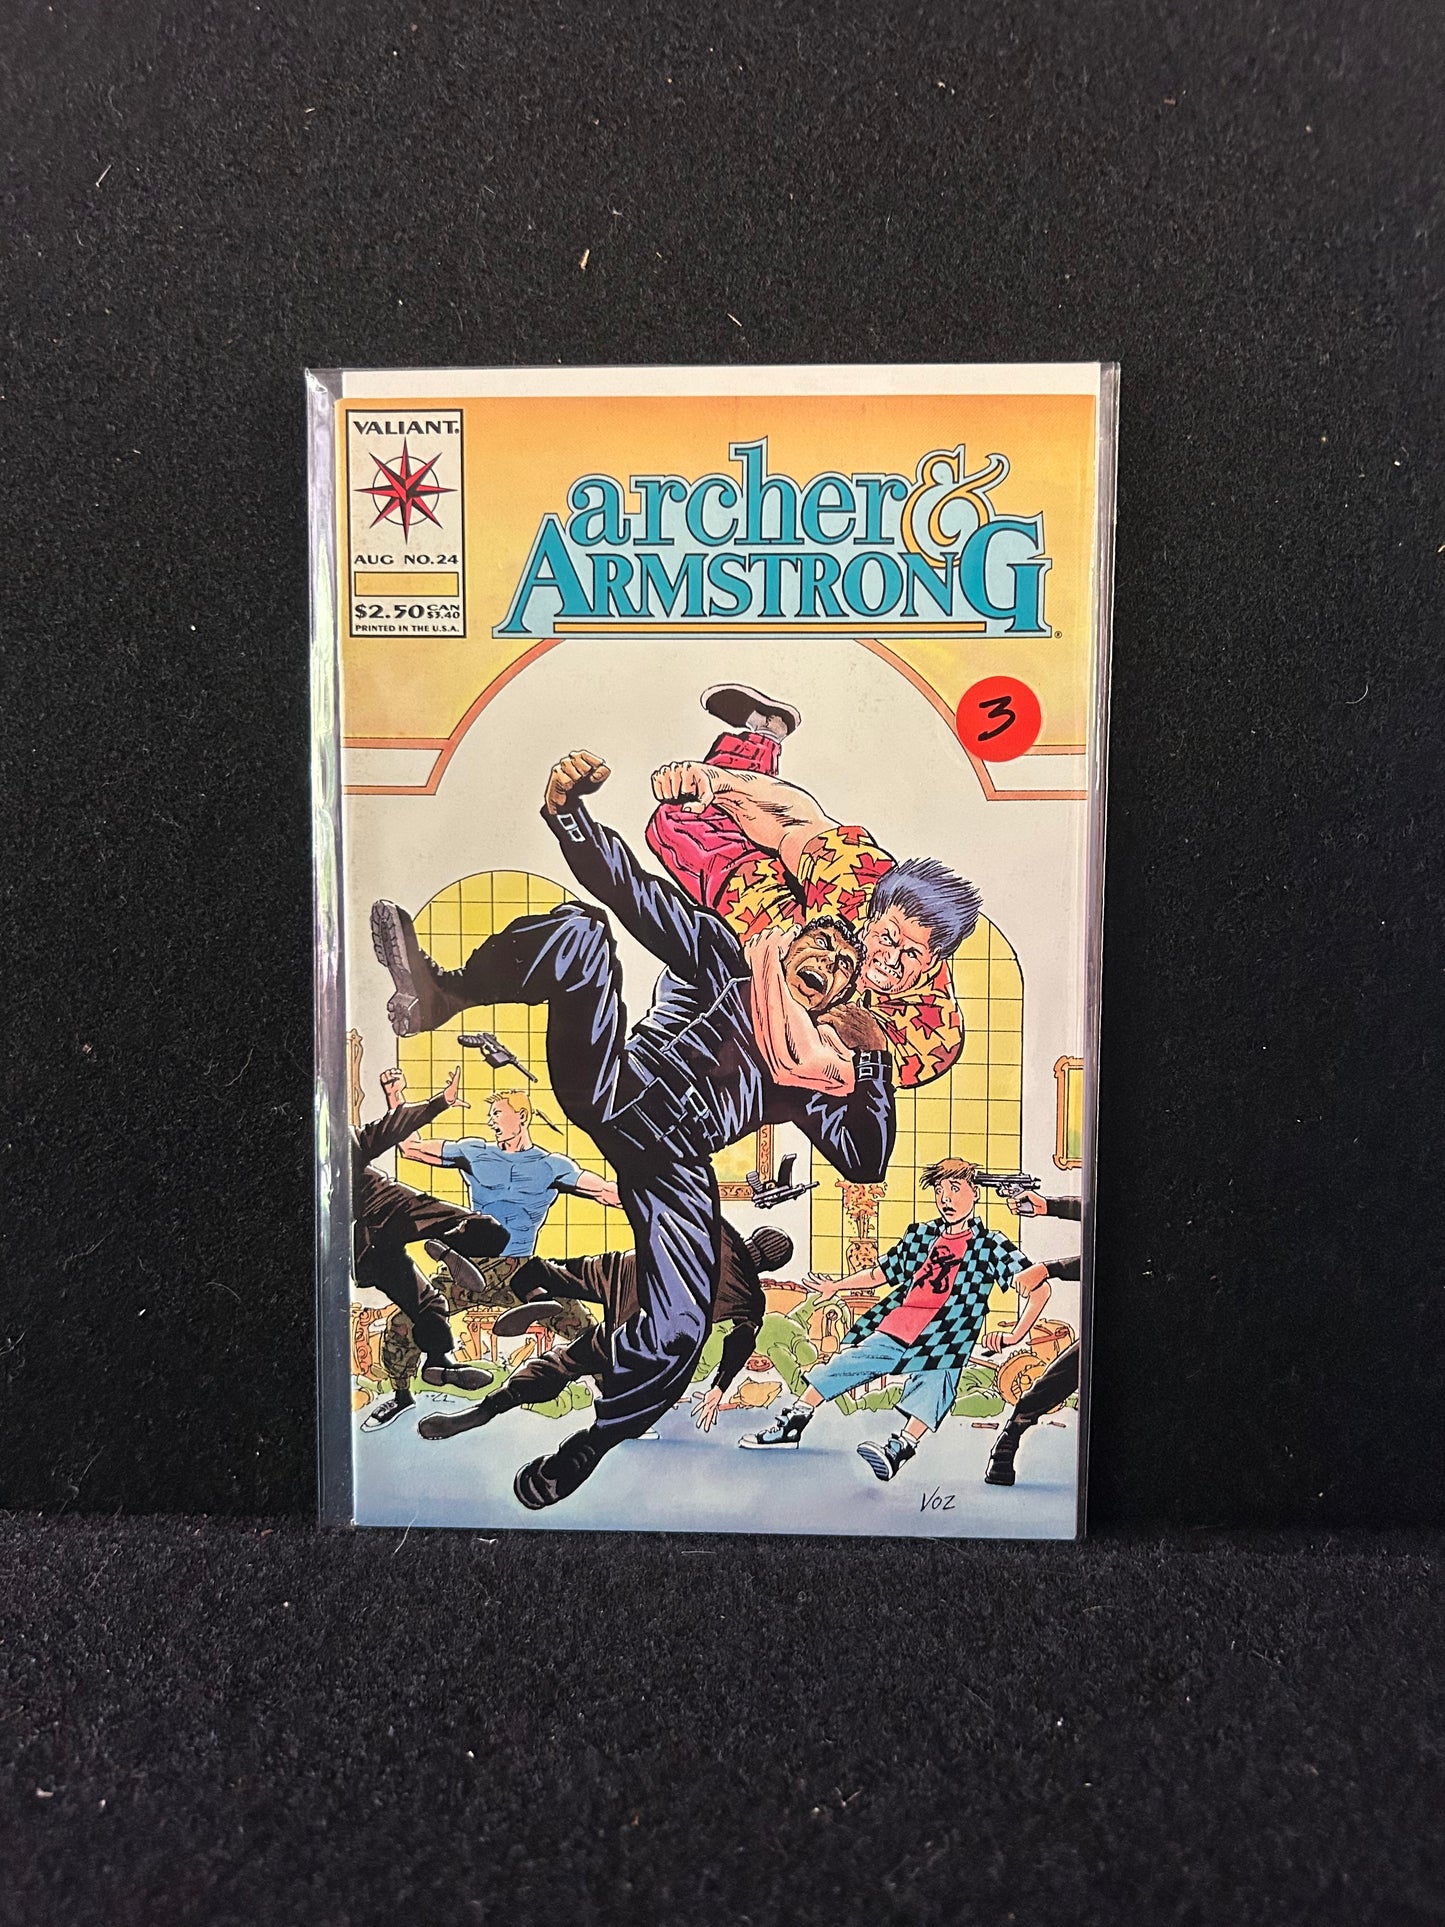 VALIANT.
AUG NO.24
$2.50 CAN $3.40
PRINTED IN THE U.S.A.
archer &
ARMSTRONG ®
3
VOZ